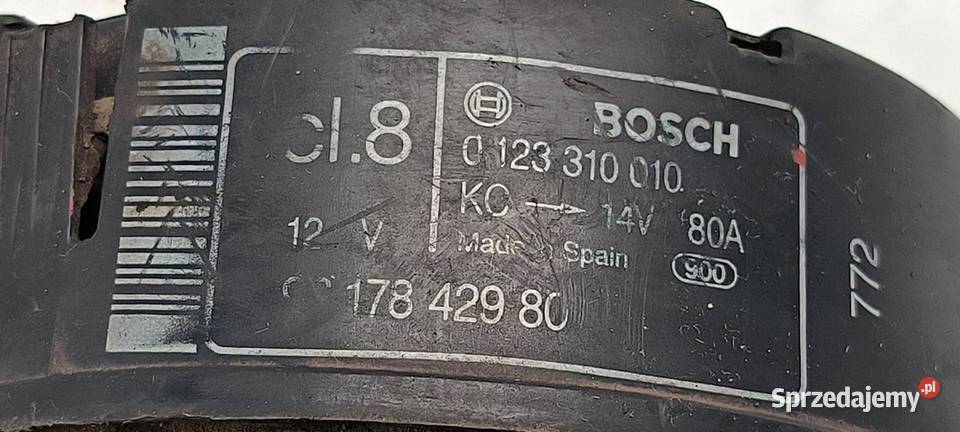 cl.8
12 V
BOSCH
0 123 310 010
KC → 14V 80A
Made in Spain
900
178 429 80
772
Sprzedajemy.pl